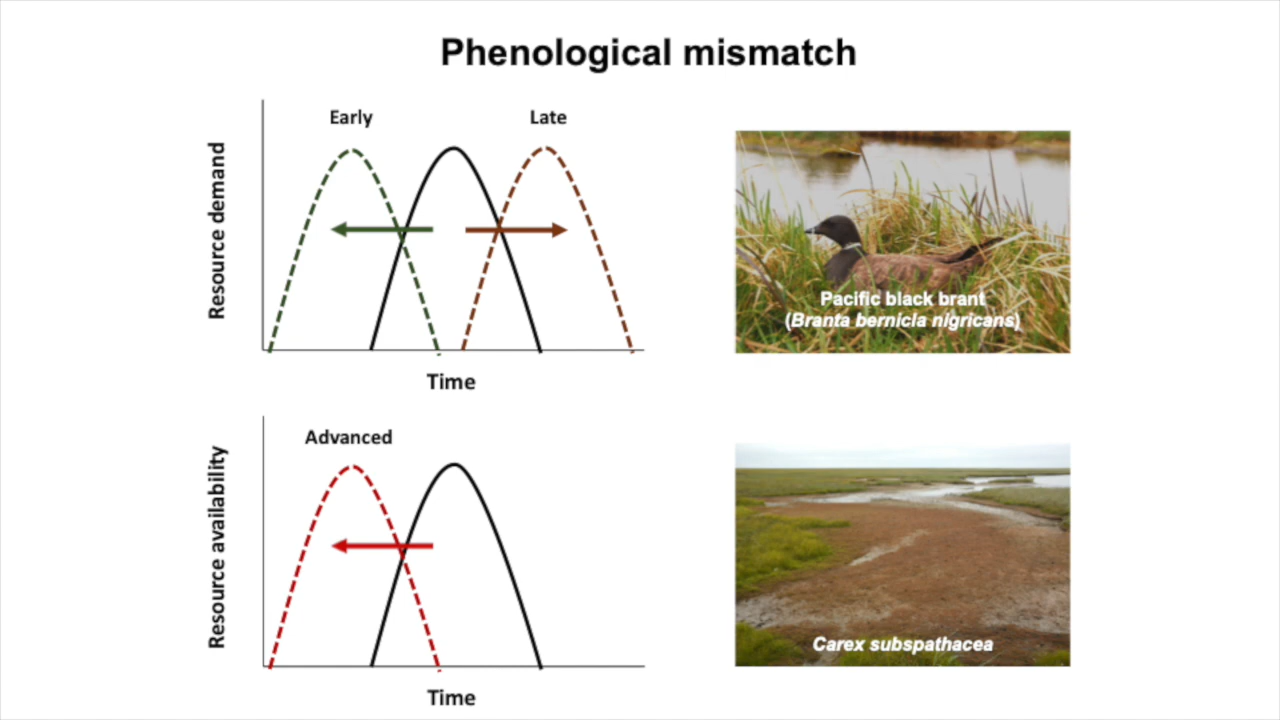 Phenological mismatch
Early
Late
Resource demand
Time
Pacific black brant
(Branta bernicla nigricans)
Advanced
Resource availability
Time
Carex subspathacea